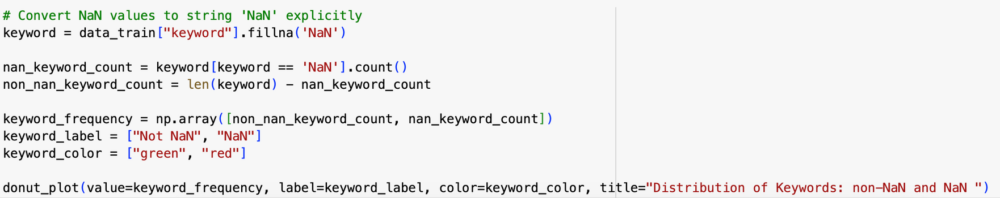 # Convert NaN values to string 'NaN' explicitly
keyword = data_train["keyword"].fillna('NaN')
nan_keyword_count = keyword[keyword == 'NaN'].count()
non_nan_keyword_count = len(keyword) - nan_keyword_count
keyword_frequency = np.array([non_nan_keyword_count, nan_keyword_count])
keyword_label = ["Not NaN", "NaN"]
keyword_color = ["green", "red"]
donut_plot(value=keyword_frequency, label=keyword_label, color=keyword_color, title="Distribution of Keywords: non-NaN and NaN ")